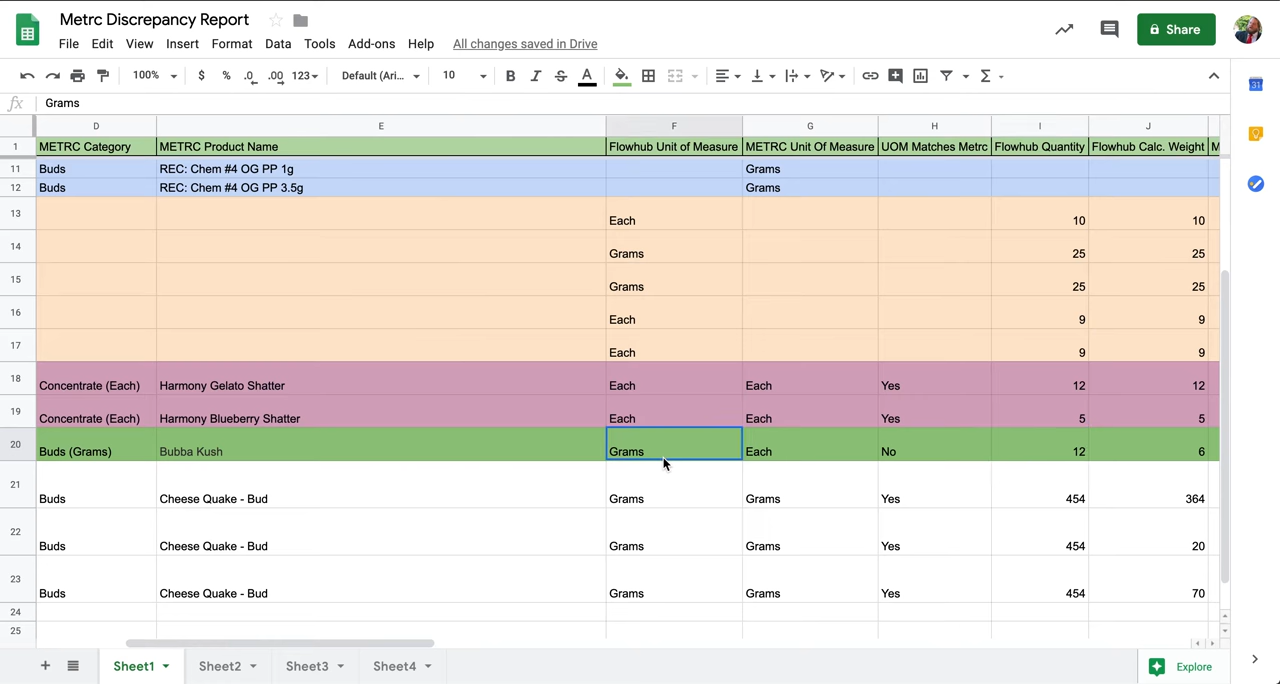 Metrc Discrepancy Report
File Edit View Insert Format Data Tools Add-ons Help All changes saved in Drive
Share
100% $ % .0 .00 123 Default (Ari... 10 B I S A
fx Grams
D E F G H I J
1 METRC Category METRC Product Name Flowhub Unit of Measure METRC Unit Of Measure UOM Matches Metrc Flowhub Quantity Flowhub Calc. Weight M
11 Buds REC: Chem #4 OG PP 1g Grams
12 Buds REC: Chem #4 OG PP 3.5g Grams
13 Each 10 10
14 Grams 25 25
15 Grams 25 25
16 Each 9 9
17 Each 9 9
18 Concentrate (Each) Harmony Gelato Shatter Each Each Yes 12 12
19 Concentrate (Each) Harmony Blueberry Shatter Each Each Yes 5 5
20 Buds (Grams) Bubba Kush Grams Each No 12 6
21 Buds Cheese Quake - Bud Grams Grams Yes 454 364
22 Buds Cheese Quake - Bud Grams Grams Yes 454 20
23 Buds Cheese Quake - Bud Grams Grams Yes 454 70
24
25
Sheet1 Sheet2 Sheet3 Sheet4 Explore
31